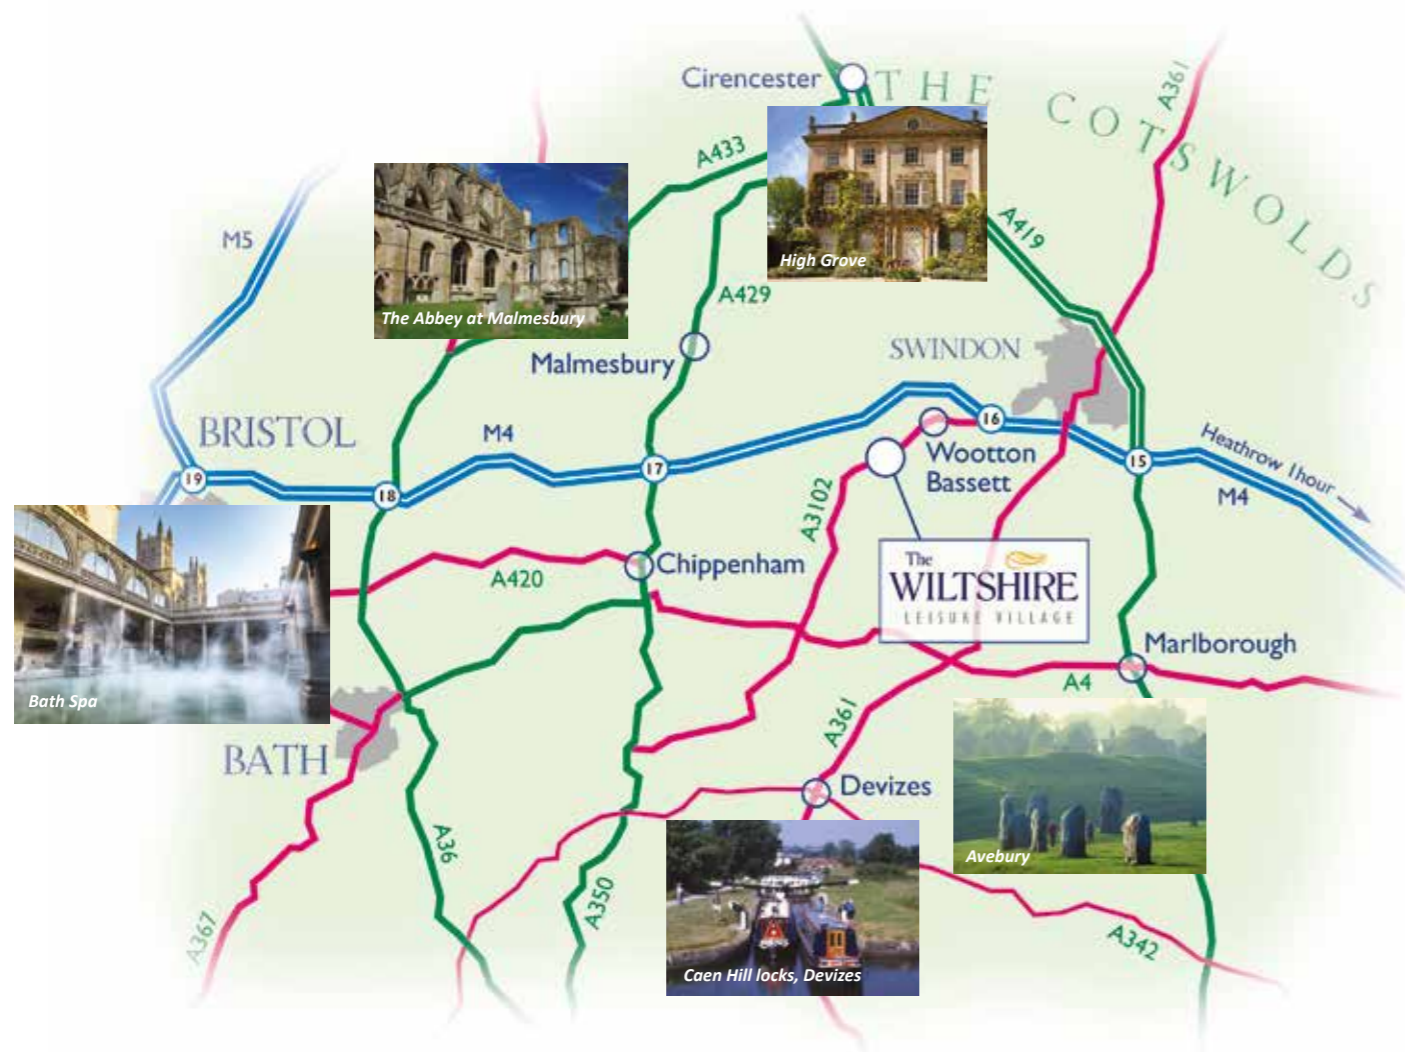 Cirencester
THE COTSWOLDS
A361
A433
M5
A419
High Grove
A429
The Abbey at Malmesbury
SWINDON
Malmesbury
BRISTOL
M4
16
Wootton
Bassett
Heathrow 1hour
15
17
19
18
M4
A3102
The
WILTSHIRE
LEISURE VILLAGE
Chippenham
A420
Marlborough
A4
Bath Spa
A361
BATH
Devizes
A36
Avebury
A350
A367
A342
Caen Hill locks, Devizes